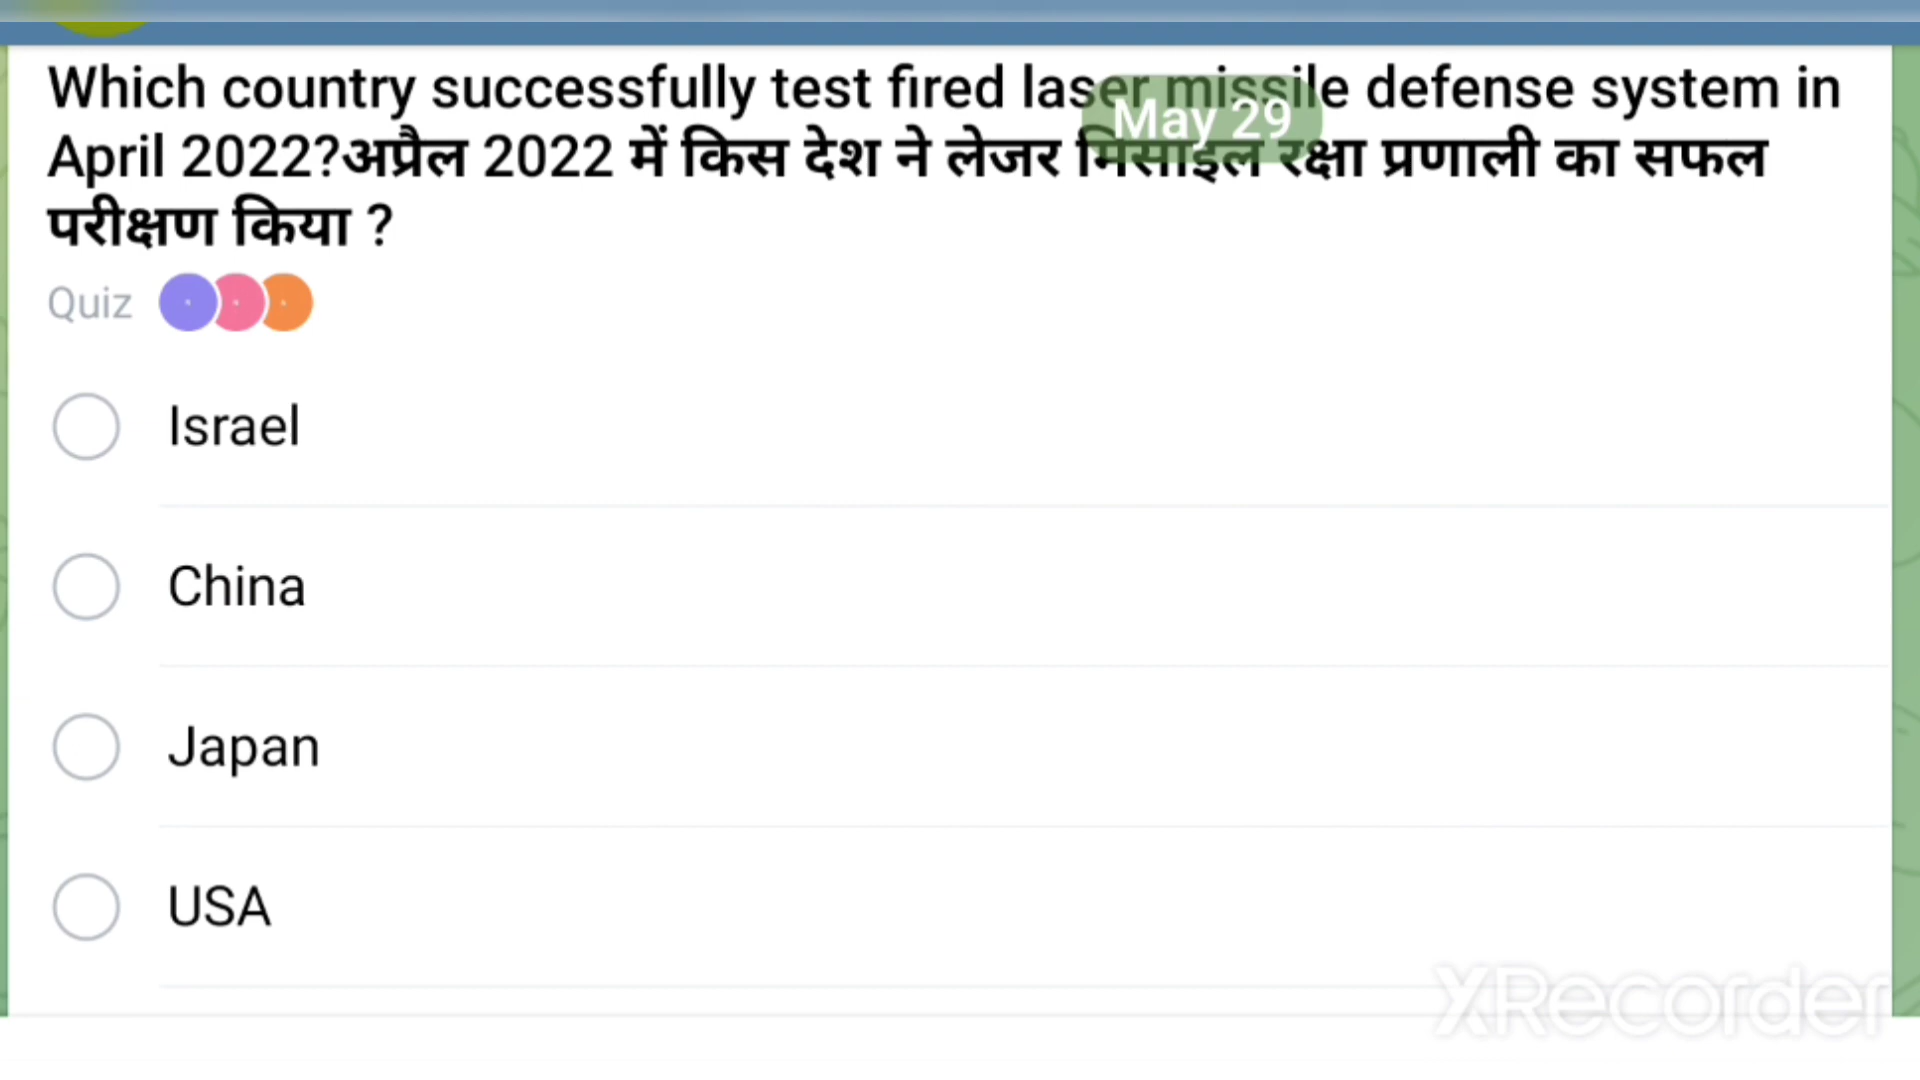 Which country successfully test fired laser missile defense system in
May 29
April 2022?अप्रैल 2022 में किस देश ने लेजर मिसाइल रक्षा प्रणाली का सफल
परीक्षण किया ?
Quiz
Israel
China
Japan
USA
XRecorder